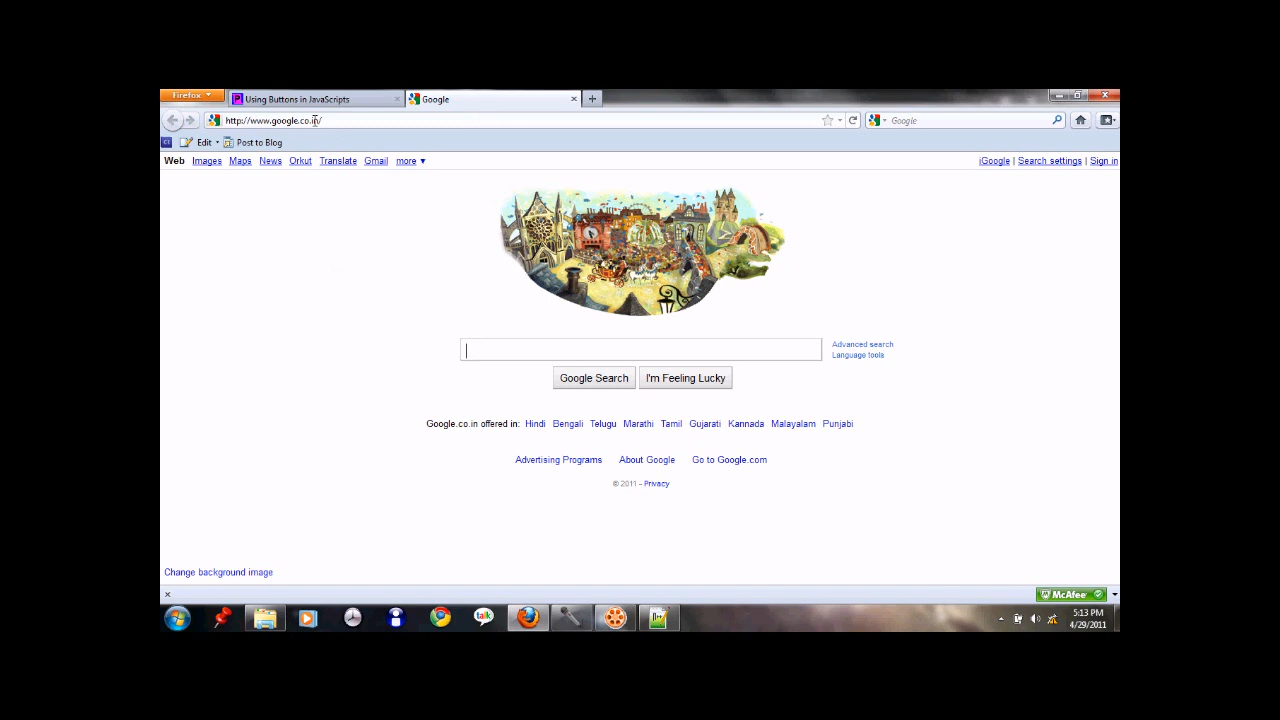 Firefox
Using Buttons in JavaScripts
Google
http://www.google.co.in/
Google
Edit
Post to Blog
Web Images Maps News Orkut Translate Gmail more ▼
iGoogle | Search settings | Sign in
Advanced search
Language tools
Google Search
I'm Feeling Lucky
Google.co.in offered in: Hindi Bengali Telugu Marathi Tamil Gujarati Kannada Malayalam Punjabi
Advertising Programs About Google Go to Google.com
© 2011 - Privacy
Change background image
McAfee
talk
5:13 PM
4/29/2011